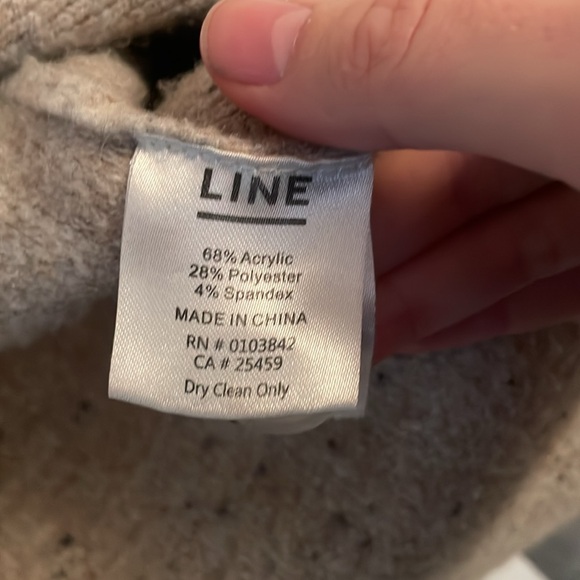 LINE
68% Acrylic
28% Polyester
4% Spandex
MADE IN CHINA
RN # 0103842
CA # 25459
Dry Clean Only